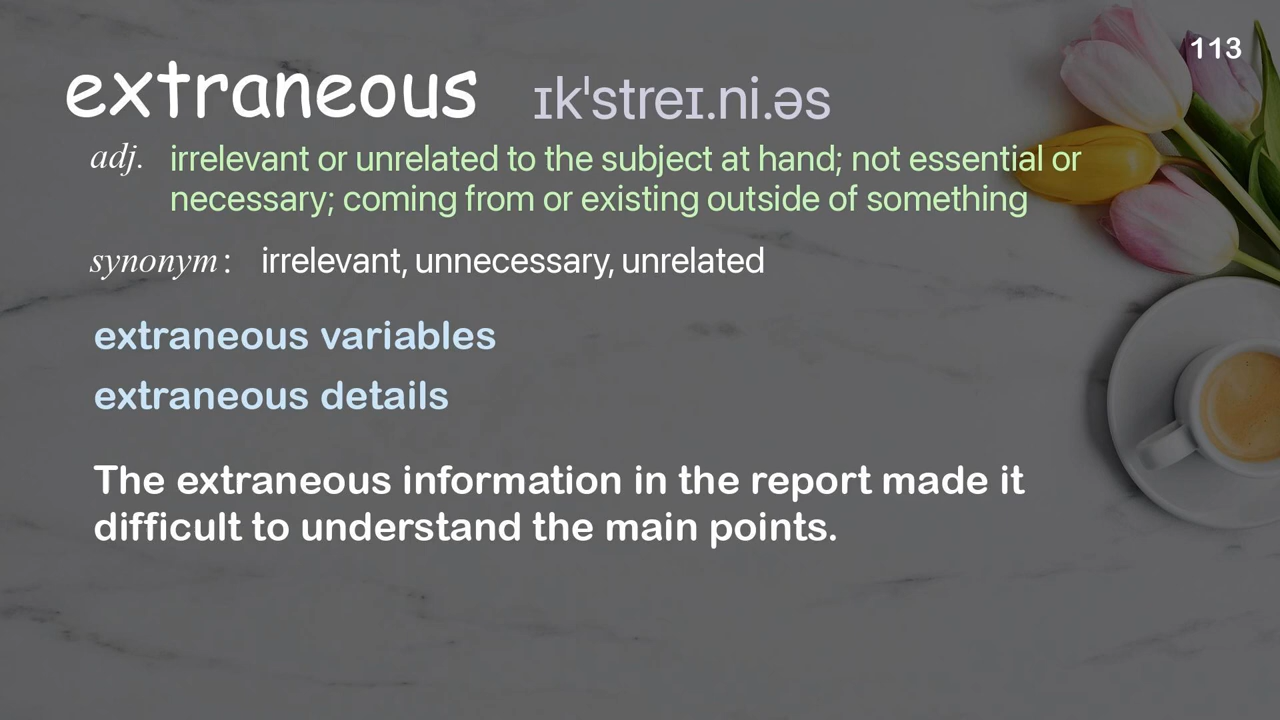 113
extraneous ɪk'streɪ.ni.əs
adj. irrelevant or unrelated to the subject at hand; not essential or
necessary; coming from or existing outside of something
synonym: irrelevant, unnecessary, unrelated
extraneous variables
extraneous details
The extraneous information in the report made it
difficult to understand the main points.